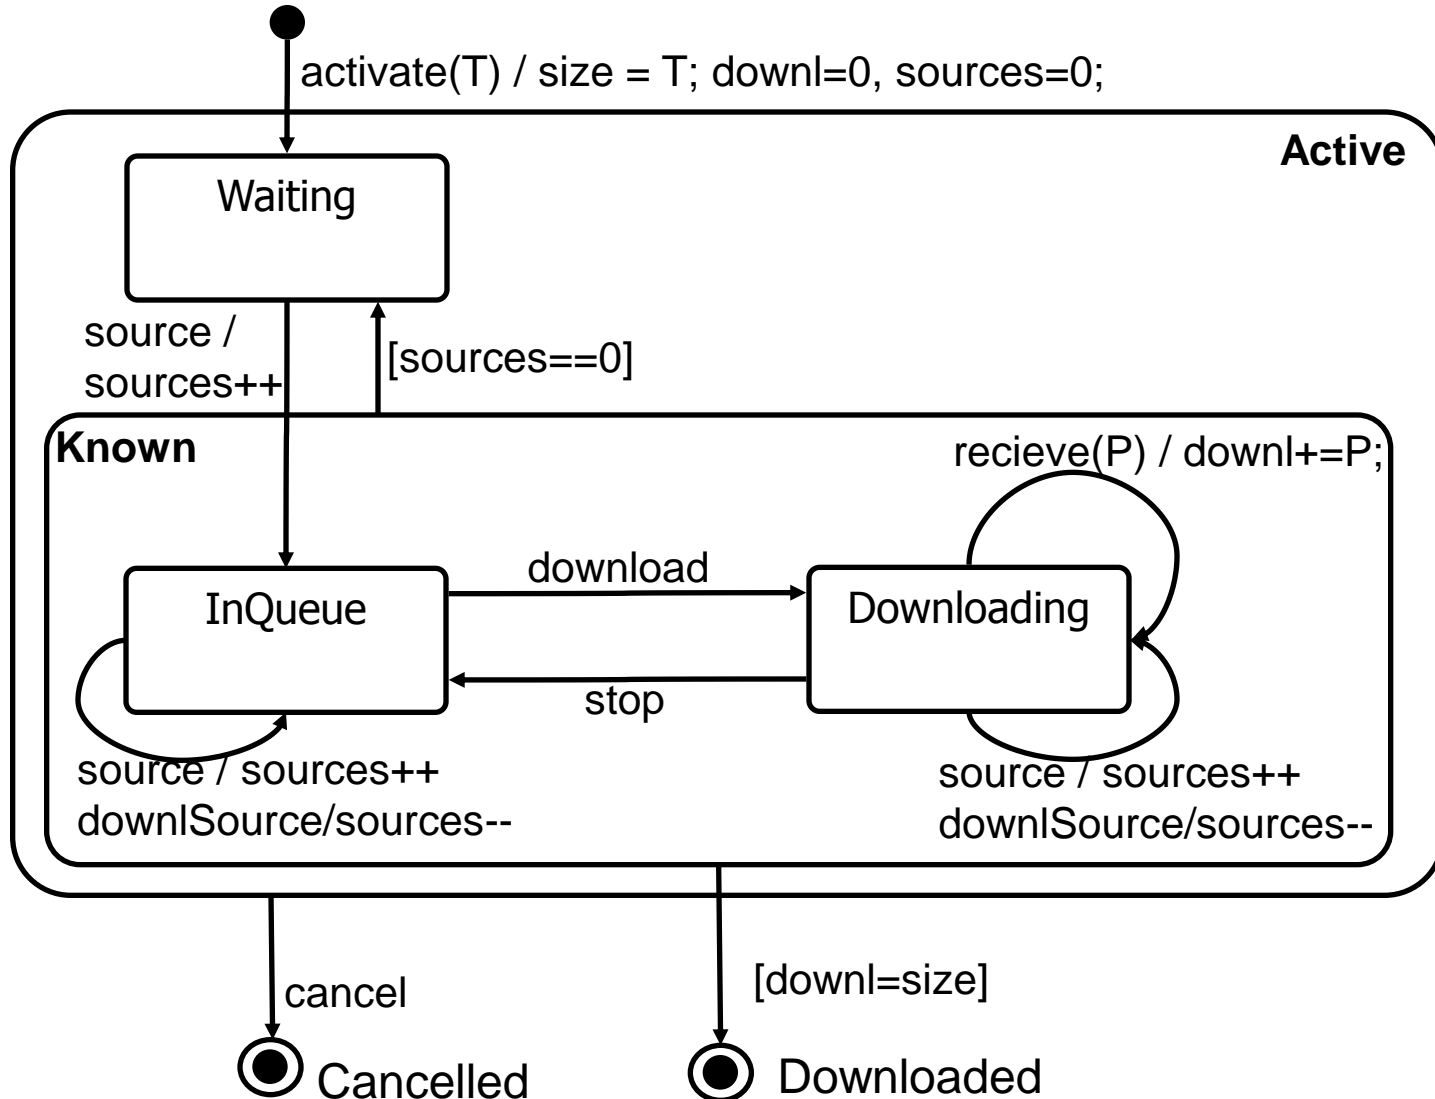 activate(T) / size = T; downl=0, sources=0;
Active
Waiting
source /
sources++
[sources==0]
Known
recieve(P) / downl+=P;
InQueue
download
Downloading
stop
source / sources++
downlSource/sources--
source / sources++
downlSource/sources--
cancel
[downl=size]
Cancelled
Downloaded